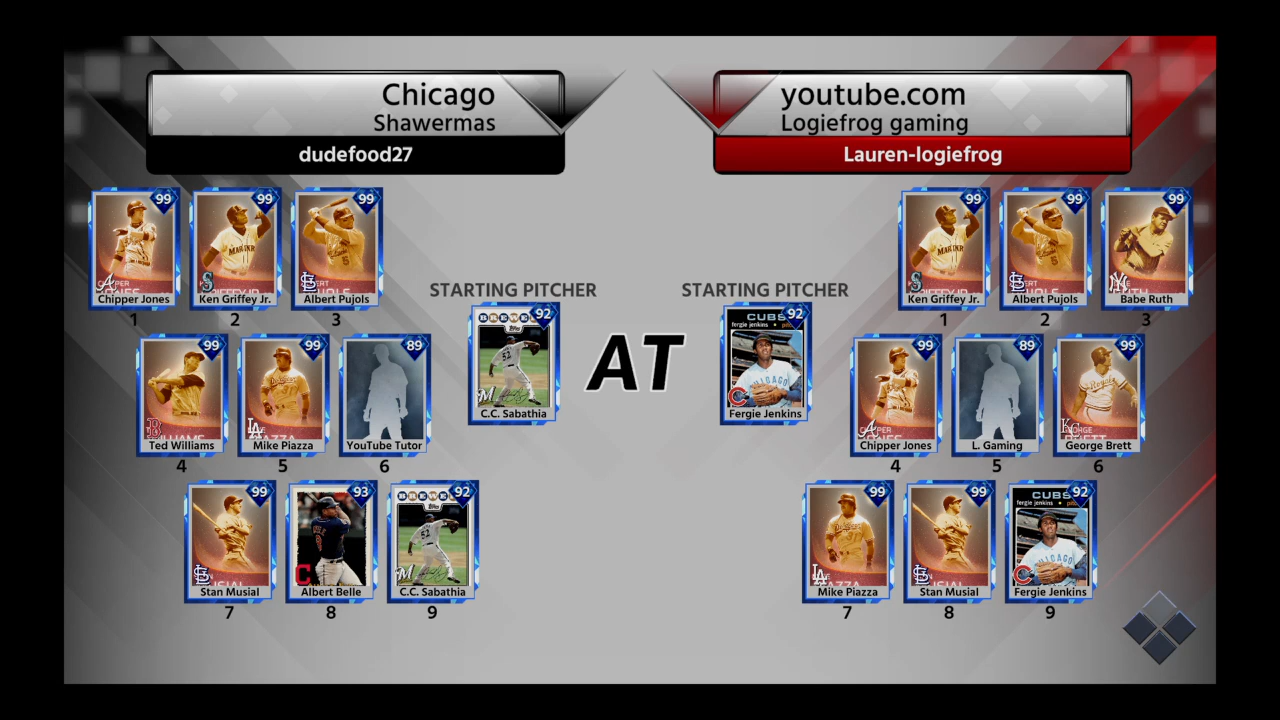 Chicago
Shawermas
dudefood27
youtube.com
Logiefrog gaming
Lauren-logiefrog
99 99 99
Chipper Jones Ken Griffey Jr. Albert Pujols
1 2 3
99 99 89
Ted Williams Mike Piazza YouTube Tutor
4 5 6
99 93 92
Stan Musial Albert Belle C.C. Sabathia
7 8 9
STARTING PITCHER
92
BREWE
52
C.C. Sabathia
AT
STARTING PITCHER
92
CUBS
fergie jenkins
CHICAGO
Fergie Jenkins
99 99 99
Ken Griffey Jr. Albert Pujols Babe Ruth
1 2 3
99 89 99
Chipper Jones L. Gaming George Brett
4 5 6
99 99 92
CUBS
fergie jenkins
Mike Piazza Stan Musial Fergie Jenkins
7 8 9